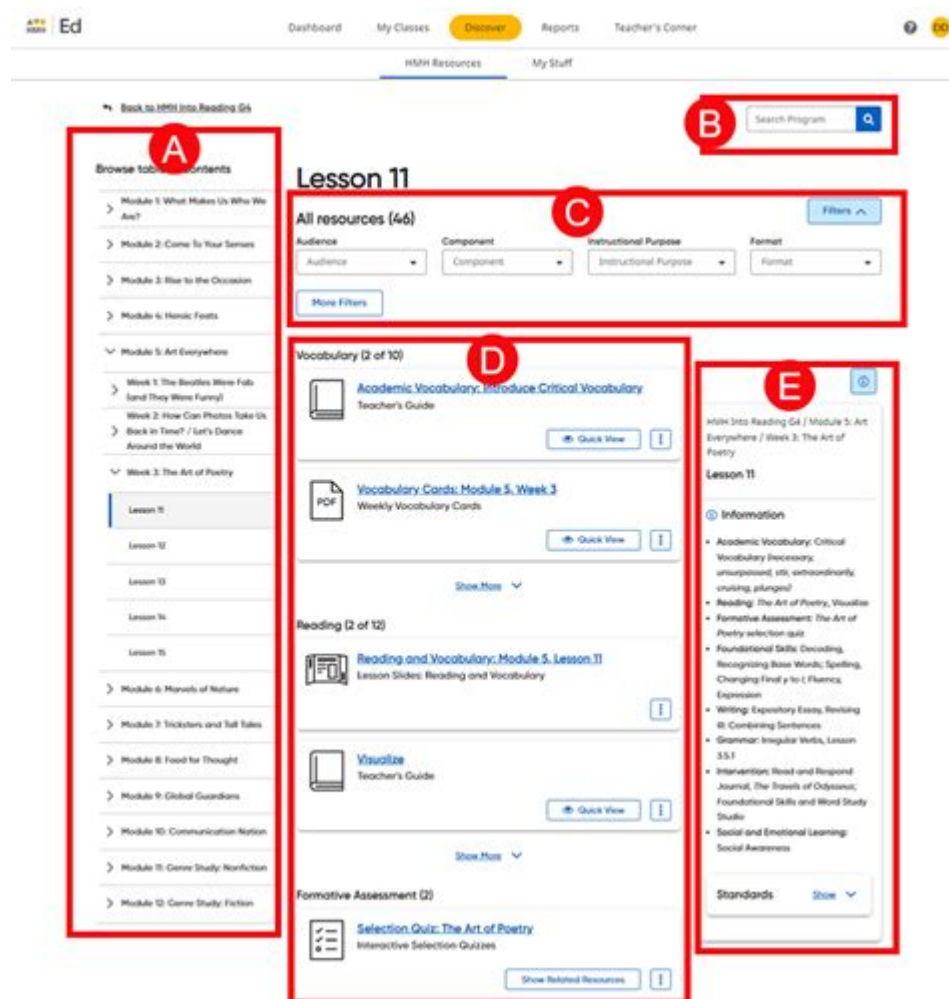 HMH Ed
Dashboard My Classes Discover Reports Teacher's Corner
? DD
HMH Resources My Stuff
Back to HMH Into Reading G4
B
Search Program
A
Browse table contents
Module 1: What Makes Us Who We
Are?
Module 2: Come To Your Senses
Module 3: Rise to the Occasion
Module 4: Heroic Feats
Module 5: Art Everywhere
Week 1: The Beatles Were Fab
(and They Were Funny)
Week 2: How Can Photos Take Us
Back in Time? / Let's Dance
Around the World
Week 3: The Art of Poetry
Lesson 11
Lesson 12
Lesson 13
Lesson 14
Lesson 15
Module 6: Marvels of Nature
Module 7: Tricksters and Tall Tales
Module 8: Food for Thought
Module 9: Global Guardians
Module 10: Communication Nation
Module 11: Genre Study: Nonfiction
Module 12: Genre Study: Fiction
Lesson 11
C
All resources (46)
Filters
Audience Component Instructional Purpose Format
Audience Component Instructional Purpose Format
More Filters
D
Vocabulary (2 of 10)
Academic Vocabulary: Introduce Critical Vocabulary
Teacher's Guide
Quick View
PDF
Vocabulary Cards: Module 5, Week 3
Weekly Vocabulary Cards
Quick View
Show More
Reading (2 of 12)
Reading and Vocabulary: Module 5, Lesson 11
Lesson Slides: Reading and Vocabulary
Visualize
Teacher's Guide
Quick View
Show More
Formative Assessment (2)
Selection Quiz: The Art of Poetry
Interactive Selection Quizzes
Show Related Resources
E
HMH Into Reading G4 / Module 5: Art
Everywhere / Week 3: The Art of
Poetry
Lesson 11
Information
Academic Vocabulary: Critical
Vocabulary (necessary,
unsurpassed, stir, extraordinarily,
cruising, plunges)
Reading: The Art of Poetry, Visualize
Formative Assessment: The Art of
Poetry selection quiz
Foundational Skills: Decoding,
Recognizing Base Words; Spelling,
Changing Final y to i; Fluency,
Expression
Writing: Expository Essay, Revising
III: Combining Sentences
Grammar: Irregular Verbs, Lesson
3.5.1
Intervention: Read and Respond
Journal, The Travels of Odysseus;
Foundational Skills and Word Study
Studio
Social and Emotional Learning:
Social Awareness
Standards Show